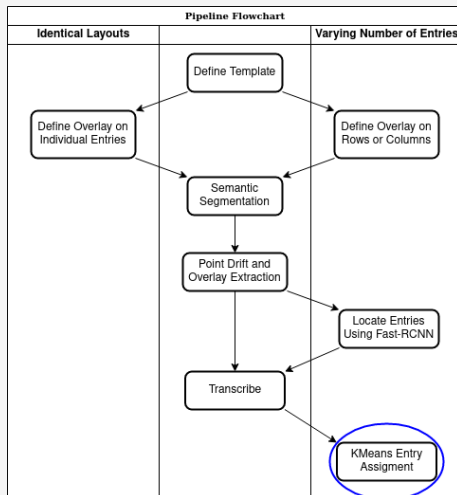 Pipeline Flowchart
Identical Layouts
Varying Number of Entries
Define Template
Define Overlay on
Individual Entries
Define Overlay on
Rows or Columns
Semantic
Segmentation
Point Drift and
Overlay Extraction
Locate Entries
Using Fast-RCNN
Transcribe
KMeans Entry
Assigment